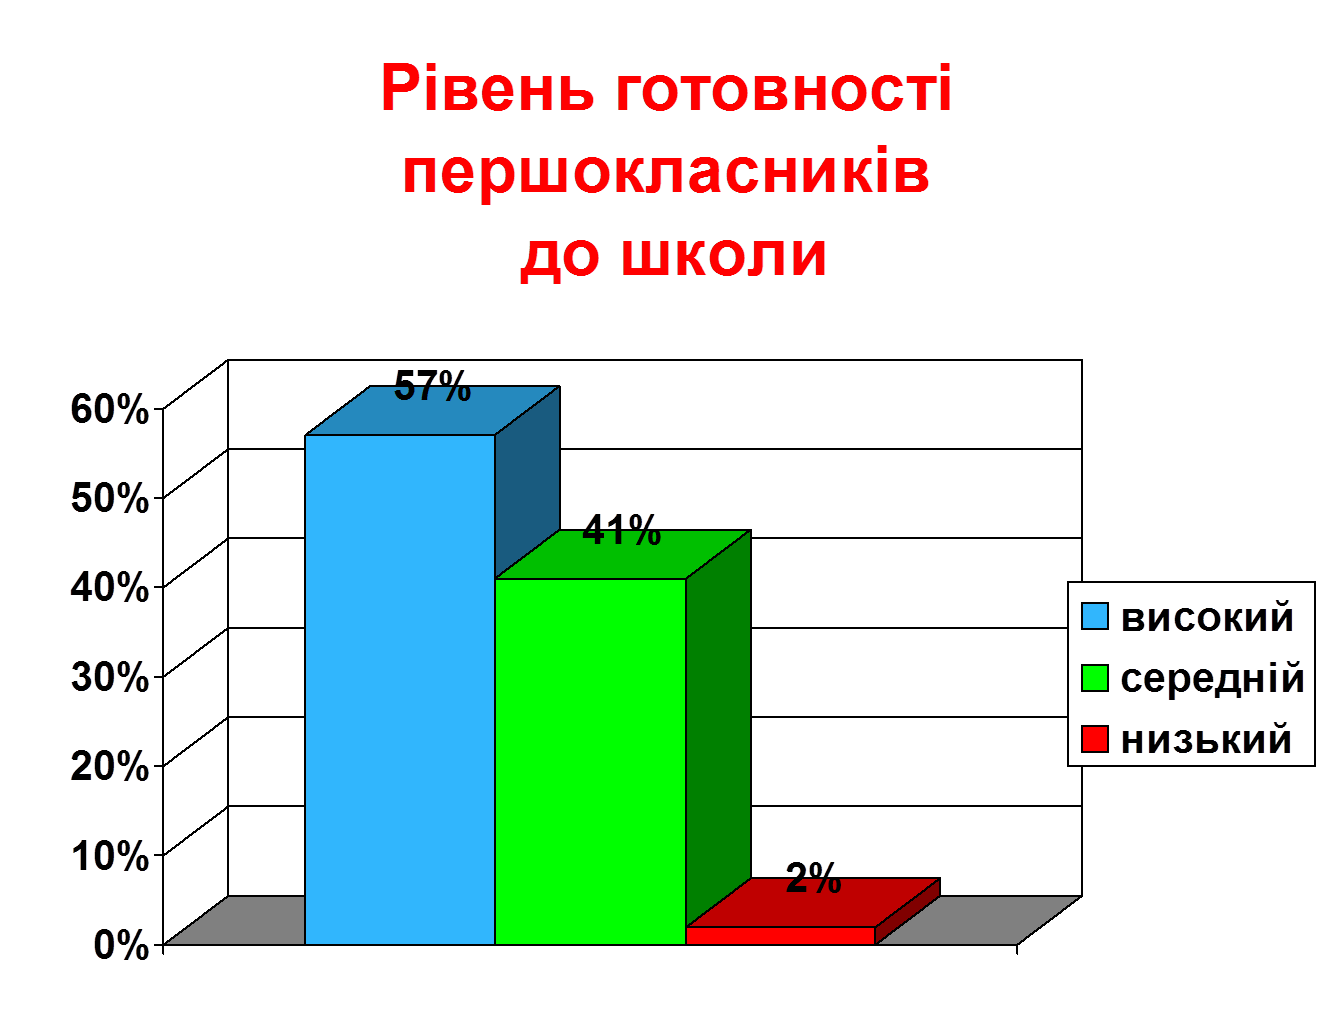 Рівень готовності
першокласників
до школи
60%
50%
40%
30%
20%
10%
0%
57%
41%
2%
високий
середній
низький